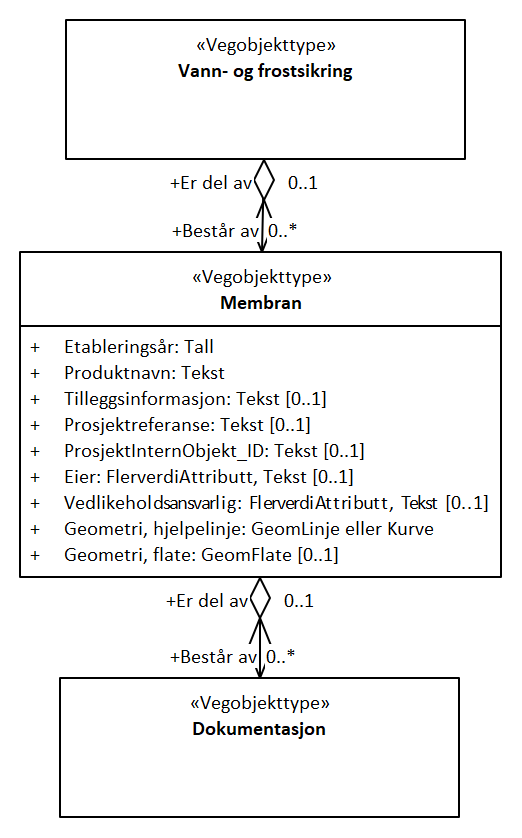 «Vegobjekttype»
Vann- og frostsikring
+Er del av 0..1
+Består av 0..*
«Vegobjekttype»
Membran
+ Etableringsår: Tall
+ Produktnavn: Tekst
+ Tilleggsinformasjon: Tekst [0..1]
+ Prosjektreferanse: Tekst [0..1]
+ ProsjektInternObjekt_ID: Tekst [0..1]
+ Eier: FlerverdiAttributt, Tekst [0..1]
+ Vedlikeholdsansvarlig: FlerverdiAttributt, Tekst [0..1]
+ Geometri, hjelpelinje: GeomLinje eller Kurve
+ Geometri, flate: GeomFlate [0..1]
+Er del av 0..1
+Består av 0..*
«Vegobjekttype»
Dokumentasjon